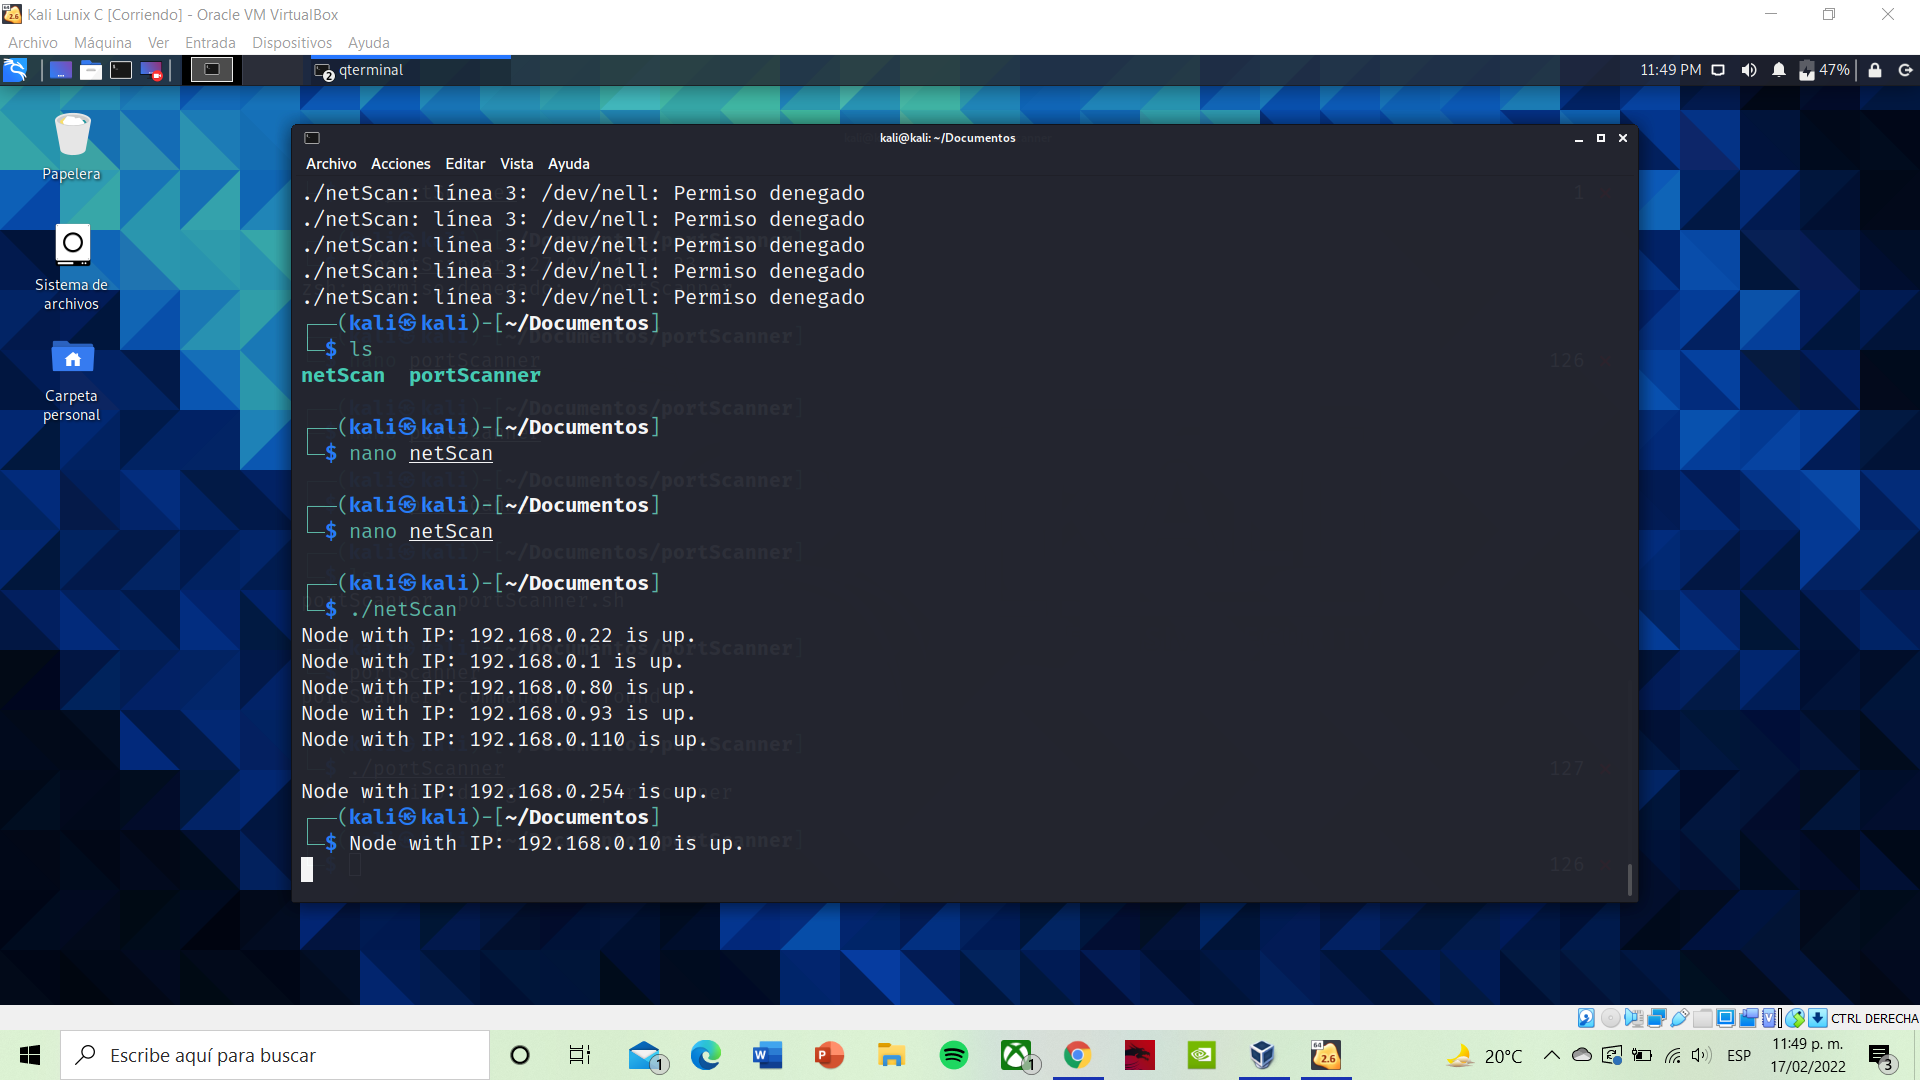 Kali Lunix C [Corriendo] - Oracle VM VirtualBox
Archivo Máquina Ver Entrada Dispositivos Ayuda
2 qterminal
11:49 PM 47%
Papelera
Sistema de
archivos
Carpeta
personal
kali@kali: ~/Documentos
Archivo Acciones Editar Vista Ayuda
./netScan: línea 3: /dev/nell: Permiso denegado
./netScan: línea 3: /dev/nell: Permiso denegado
./netScan: línea 3: /dev/nell: Permiso denegado
./netScan: línea 3: /dev/nell: Permiso denegado
./netScan: línea 3: /dev/nell: Permiso denegado
┌──(kali㉿kali)-[~/Documentos]
└─$ ls
netScan portScanner
┌──(kali㉿kali)-[~/Documentos]
└─$ nano netScan
┌──(kali㉿kali)-[~/Documentos]
└─$ nano netScan
┌──(kali㉿kali)-[~/Documentos]
└─$ ./netScan
Node with IP: 192.168.0.22 is up.
Node with IP: 192.168.0.1 is up.
Node with IP: 192.168.0.80 is up.
Node with IP: 192.168.0.93 is up.
Node with IP: 192.168.0.110 is up.
Node with IP: 192.168.0.254 is up.
┌──(kali㉿kali)-[~/Documentos]
└─$ Node with IP: 192.168.0.10 is up.
CTRL DERECHA
Escribe aquí para buscar
1
1
64
2.6
20°C
ESP
11:49 p. m.
17/02/2022
3